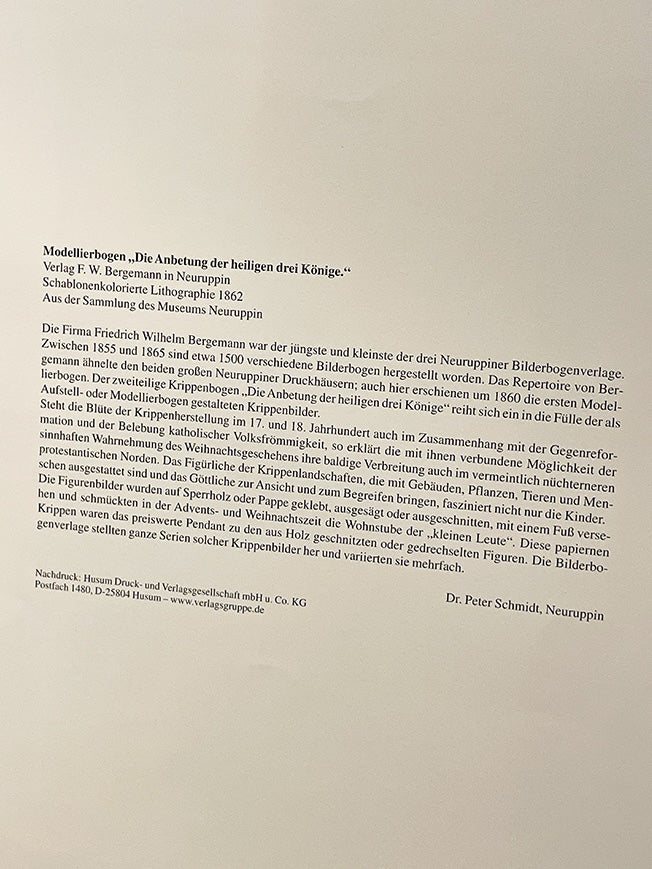 Modellierbogen „Die Anbetung der heiligen drei Könige.“
Verlag F. W. Bergemann in Neuruppin
Schablonenkolorierte Lithographie 1862
Aus der Sammlung des Museums Neuruppin
Die Firma Friedrich Wilhelm Bergemann war der jüngste und kleinste der drei Neuruppiner Bilderbogenverlage.
Zwischen 1855 und 1865 sind etwa 1500 verschiedene Bilderbogen hergestellt worden. Das Repertoire von Ber-
gemann ähnelte den beiden großen Neuruppiner Druckhäusern; auch hier erschienen um 1860 die ersten Model-
lierbogen. Der zweiteilige Krippenbogen „Die Anbetung der heiligen drei Könige“ reiht sich ein in die Fülle der als
Aufstell- oder Modellierbogen gestalteten Krippenbilder.
Steht die Blüte der Krippenherstellung im 17. und 18. Jahrhundert auch im Zusammenhang mit der Gegenrefor-
mation und der Belebung katholischer Volksfrömmigkeit, so erklärt die mit ihnen verbundene Möglichkeit der
sinnhaften Wahrnehmung des Weihnachtsgeschehens ihre baldige Verbreitung auch im vermeintlich nüchterneren
protestantischen Norden. Das Figürliche der Krippenlandschaften, die mit Gebäuden, Pflanzen, Tieren und Men-
schen ausgestattet sind und das Göttliche zur Ansicht und zum Begreifen bringen, fasziniert nicht nur die Kinder.
Die Figurenbilder wurden auf Sperrholz oder Pappe geklebt, ausgesägt oder ausgeschnitten, mit einem Fuß verse-
hen und schmückten in der Advents- und Weihnachtszeit die Wohnstube der „kleinen Leute“. Diese papiernen
Krippen waren das preiswerte Pendant zu den aus Holz geschnitzten oder gedrechselten Figuren. Die Bilderbo-
genverlage stellten ganze Serien solcher Krippenbilder her und variierten sie mehrfach.
Dr. Peter Schmidt, Neuruppin
Nachdruck: Husum Druck- und Verlagsgesellschaft mbH u. Co. KG
Postfach 1480, D-25804 Husum – www.verlagsgruppe.de